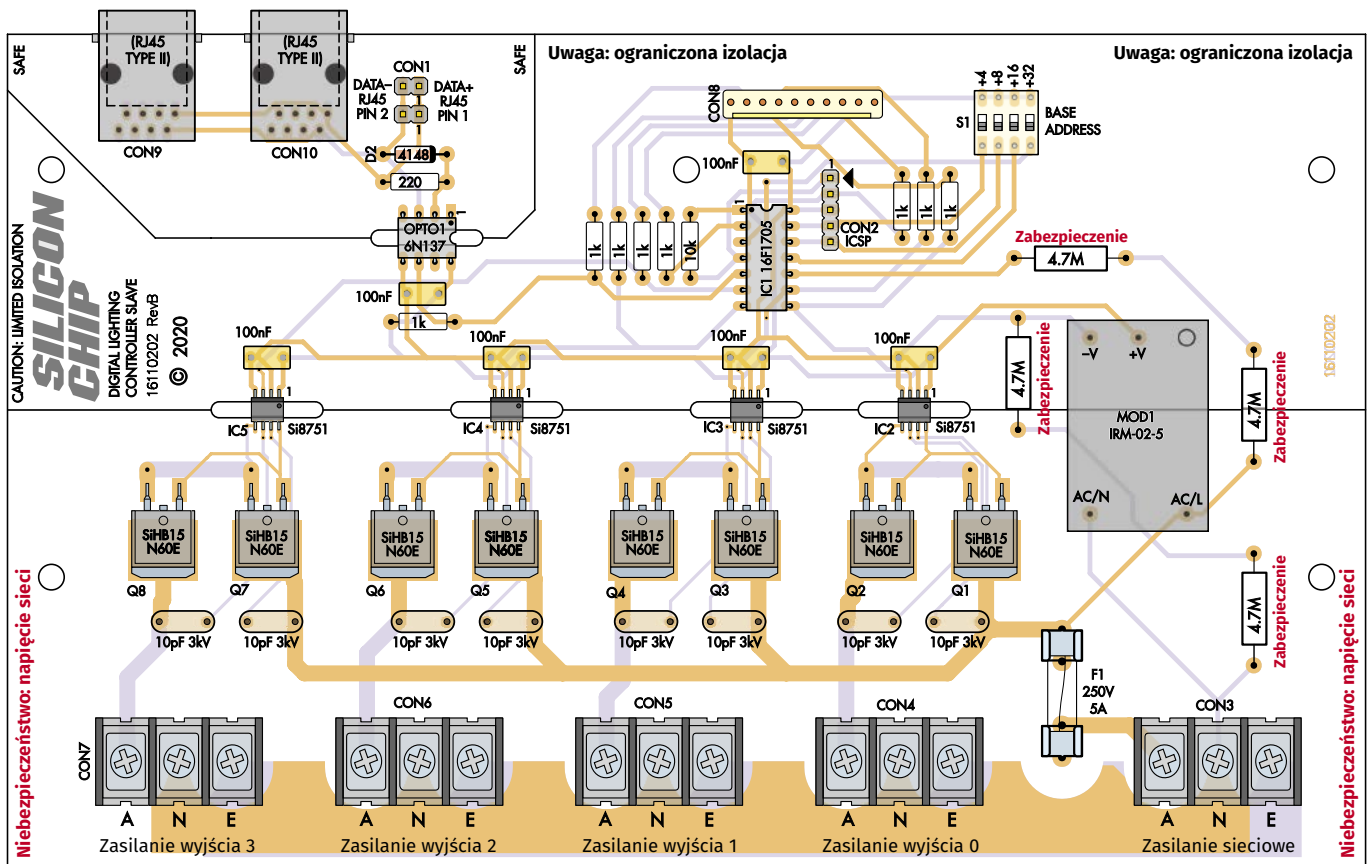 SAFE
(RJ45
TYPE II)
CON9
(RJ45
TYPE II)
CON10
CON1
DATA−
RJ45
PIN 2
DATA+
RJ45
PIN 1
1
1
SAFE
D2
4148
220
1
OPTO1
6N137
100nF
1k
Uwaga: ograniczona izolacja
Uwaga: ograniczona izolacja
CON8
100nF
1
1
CON2
ICSP
IC1 16F1705
1k
1k
1k
1k
10k
1k
1k
1k
+4
+8
+16
+32
S1
BASE
ADDRESS
Zabezpieczenie
4.7M
CAUTION: LIMITED ISOLATION
SILICON
CHIP
DIGITAL LIGHTING
CONTROLLER SLAVE
16110202 RevB
© 2020
100nF
1
IC5
Si8751
100nF
1
IC4
Si8751
100nF
1
IC3
Si8751
100nF
1
IC2
Si8751
4.7M
Zabezpieczenie
−V
+V
MOD1
IRM-02-5
AC/N
AC/L
4.7M
Zabezpieczenie
16110202
SiHB15
N60E
Q8
SiHB15
N60E
Q7
SiHB15
N60E
Q6
SiHB15
N60E
Q5
SiHB15
N60E
Q4
SiHB15
N60E
Q3
SiHB15
N60E
Q2
SiHB15
N60E
Q1
10pF 3kV
10pF 3kV
10pF 3kV
10pF 3kV
10pF 3kV
10pF 3kV
10pF 3kV
10pF 3kV
4.7M
Zabezpieczenie
F1
250V
5A
Niebezpieczeństwo: napięcie sieci
Niebezpieczeństwo: napięcie sieci
CON7
CON6
CON5
CON4
CON3
A N E
A N E
A N E
A N E
A N E
Zasilanie wyjścia 3
Zasilanie wyjścia 2
Zasilanie wyjścia 1
Zasilanie wyjścia 0
Zasilanie sieciowe